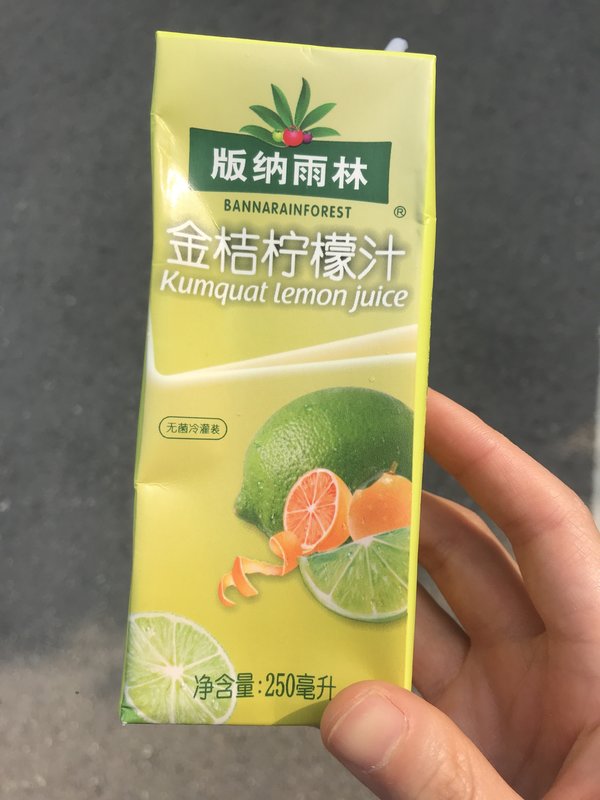 版纳雨林
BANNARAINFOREST
®
金桔柠檬汁
Kumquat lemon juice
无菌冷灌装
净含量:250毫升